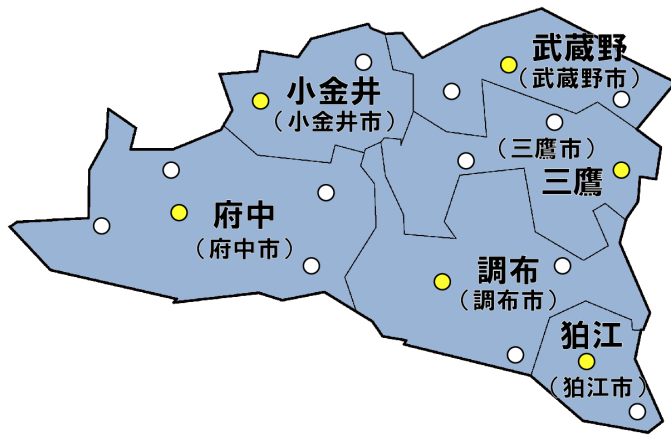 武蔵野
（武蔵野市）
小金井
（小金井市）
（三鷹市）
三鷹
府中
（府中市）
調布
（調布市）
狛江
（狛江市）